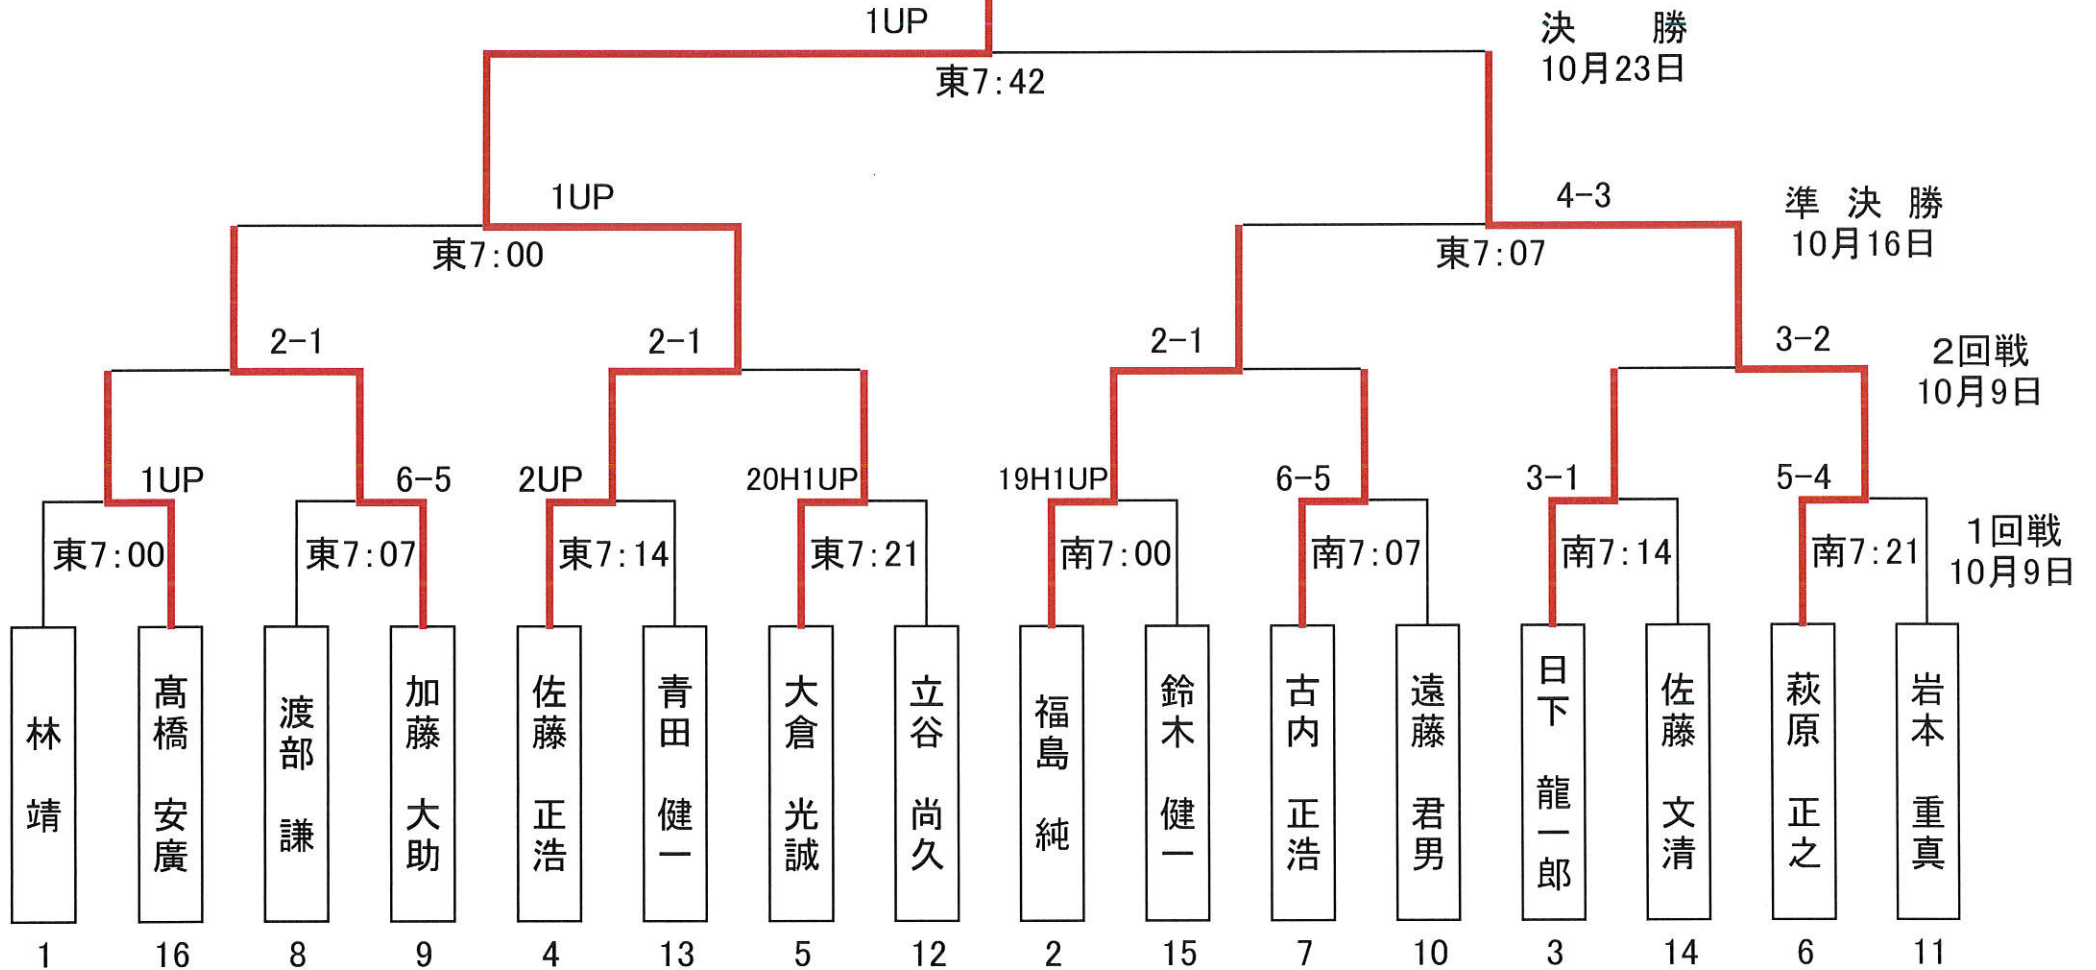 1UP
決勝
10月23日
東7:42
1UP
4-3
準決勝
10月16日
東7:00
東7:07
2-1
2-1
2-1
3-2
2回戦
10月9日
1UP
6-5
2UP
20H1UP
19H1UP
6-5
3-1
5-4
1回戦
10月9日
東7:00
東7:07
東7:14
東7:21
南7:00
南7:07
南7:14
南7:21
林 靖
髙橋 安廣
渡部 謙
加藤 大助
佐藤 正浩
青田 健一
大倉 光誠
立谷 尚久
福島 純
鈴木 健一
古内 正浩
遠藤 君男
日下 龍一郎
佐藤 文清
萩原 正之
岩本 重真
1
16
8
9
4
13
5
12
2
15
7
10
3
14
6
11